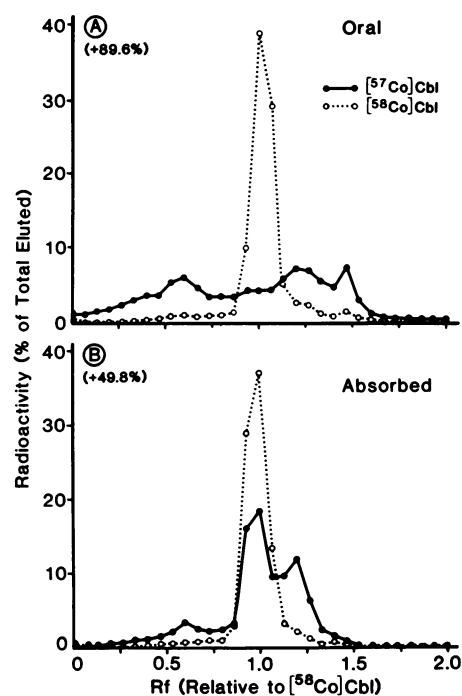 Radioactivity (% of Total Eluted)
A
(+89.6%)
Oral
[⁵⁷Co]Cbl
[⁵⁸Co]Cbl
40
30
20
10
0
B
(+49.8%)
Absorbed
40
30
20
10
0
0 0.5 1.0 1.5 2.0
Rf (Relative to [⁵⁸Co]Cbl)